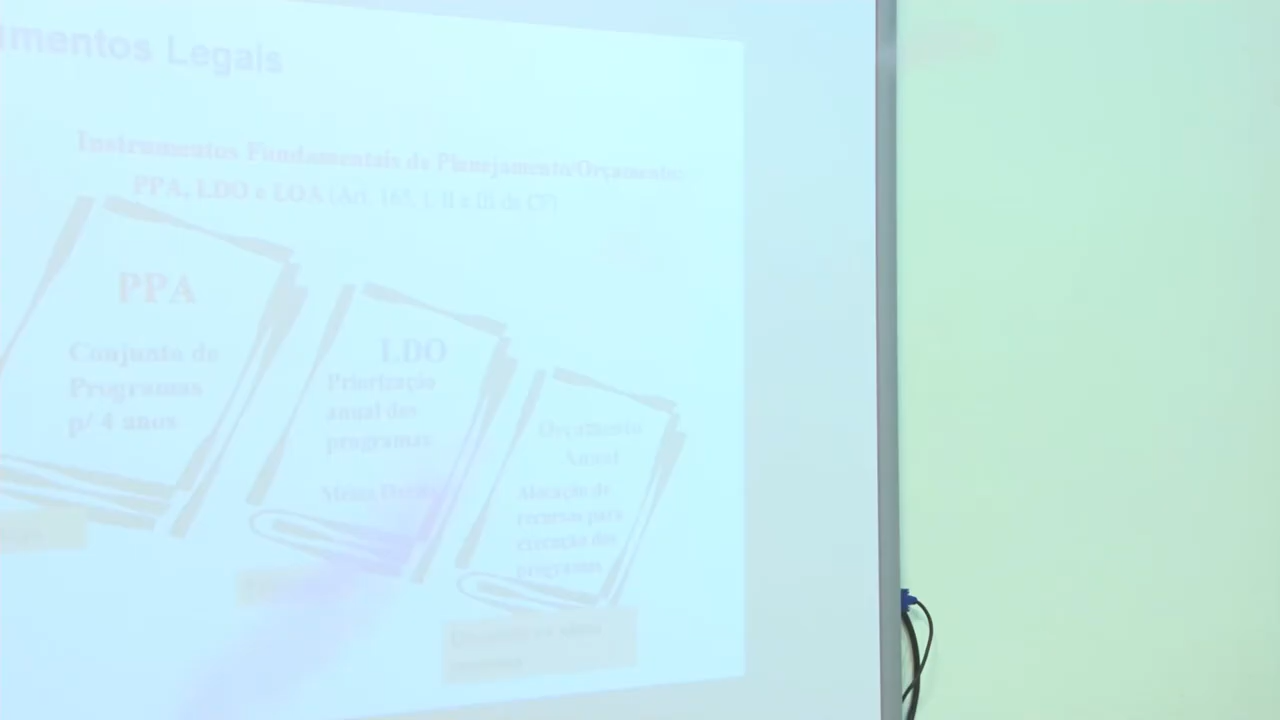 umentos Legais
Instrumentos Fundamentais de Planejamento/Orçamento:
PPA, LDO e LOA (Art. 165, I, II e III da CF)
PPA
Conjunto de
Programas
p/ 4 anos
LDO
Priorização
anual dos
programas
Orçamento
Anual
Alocação de
recursos para
execução dos
programas